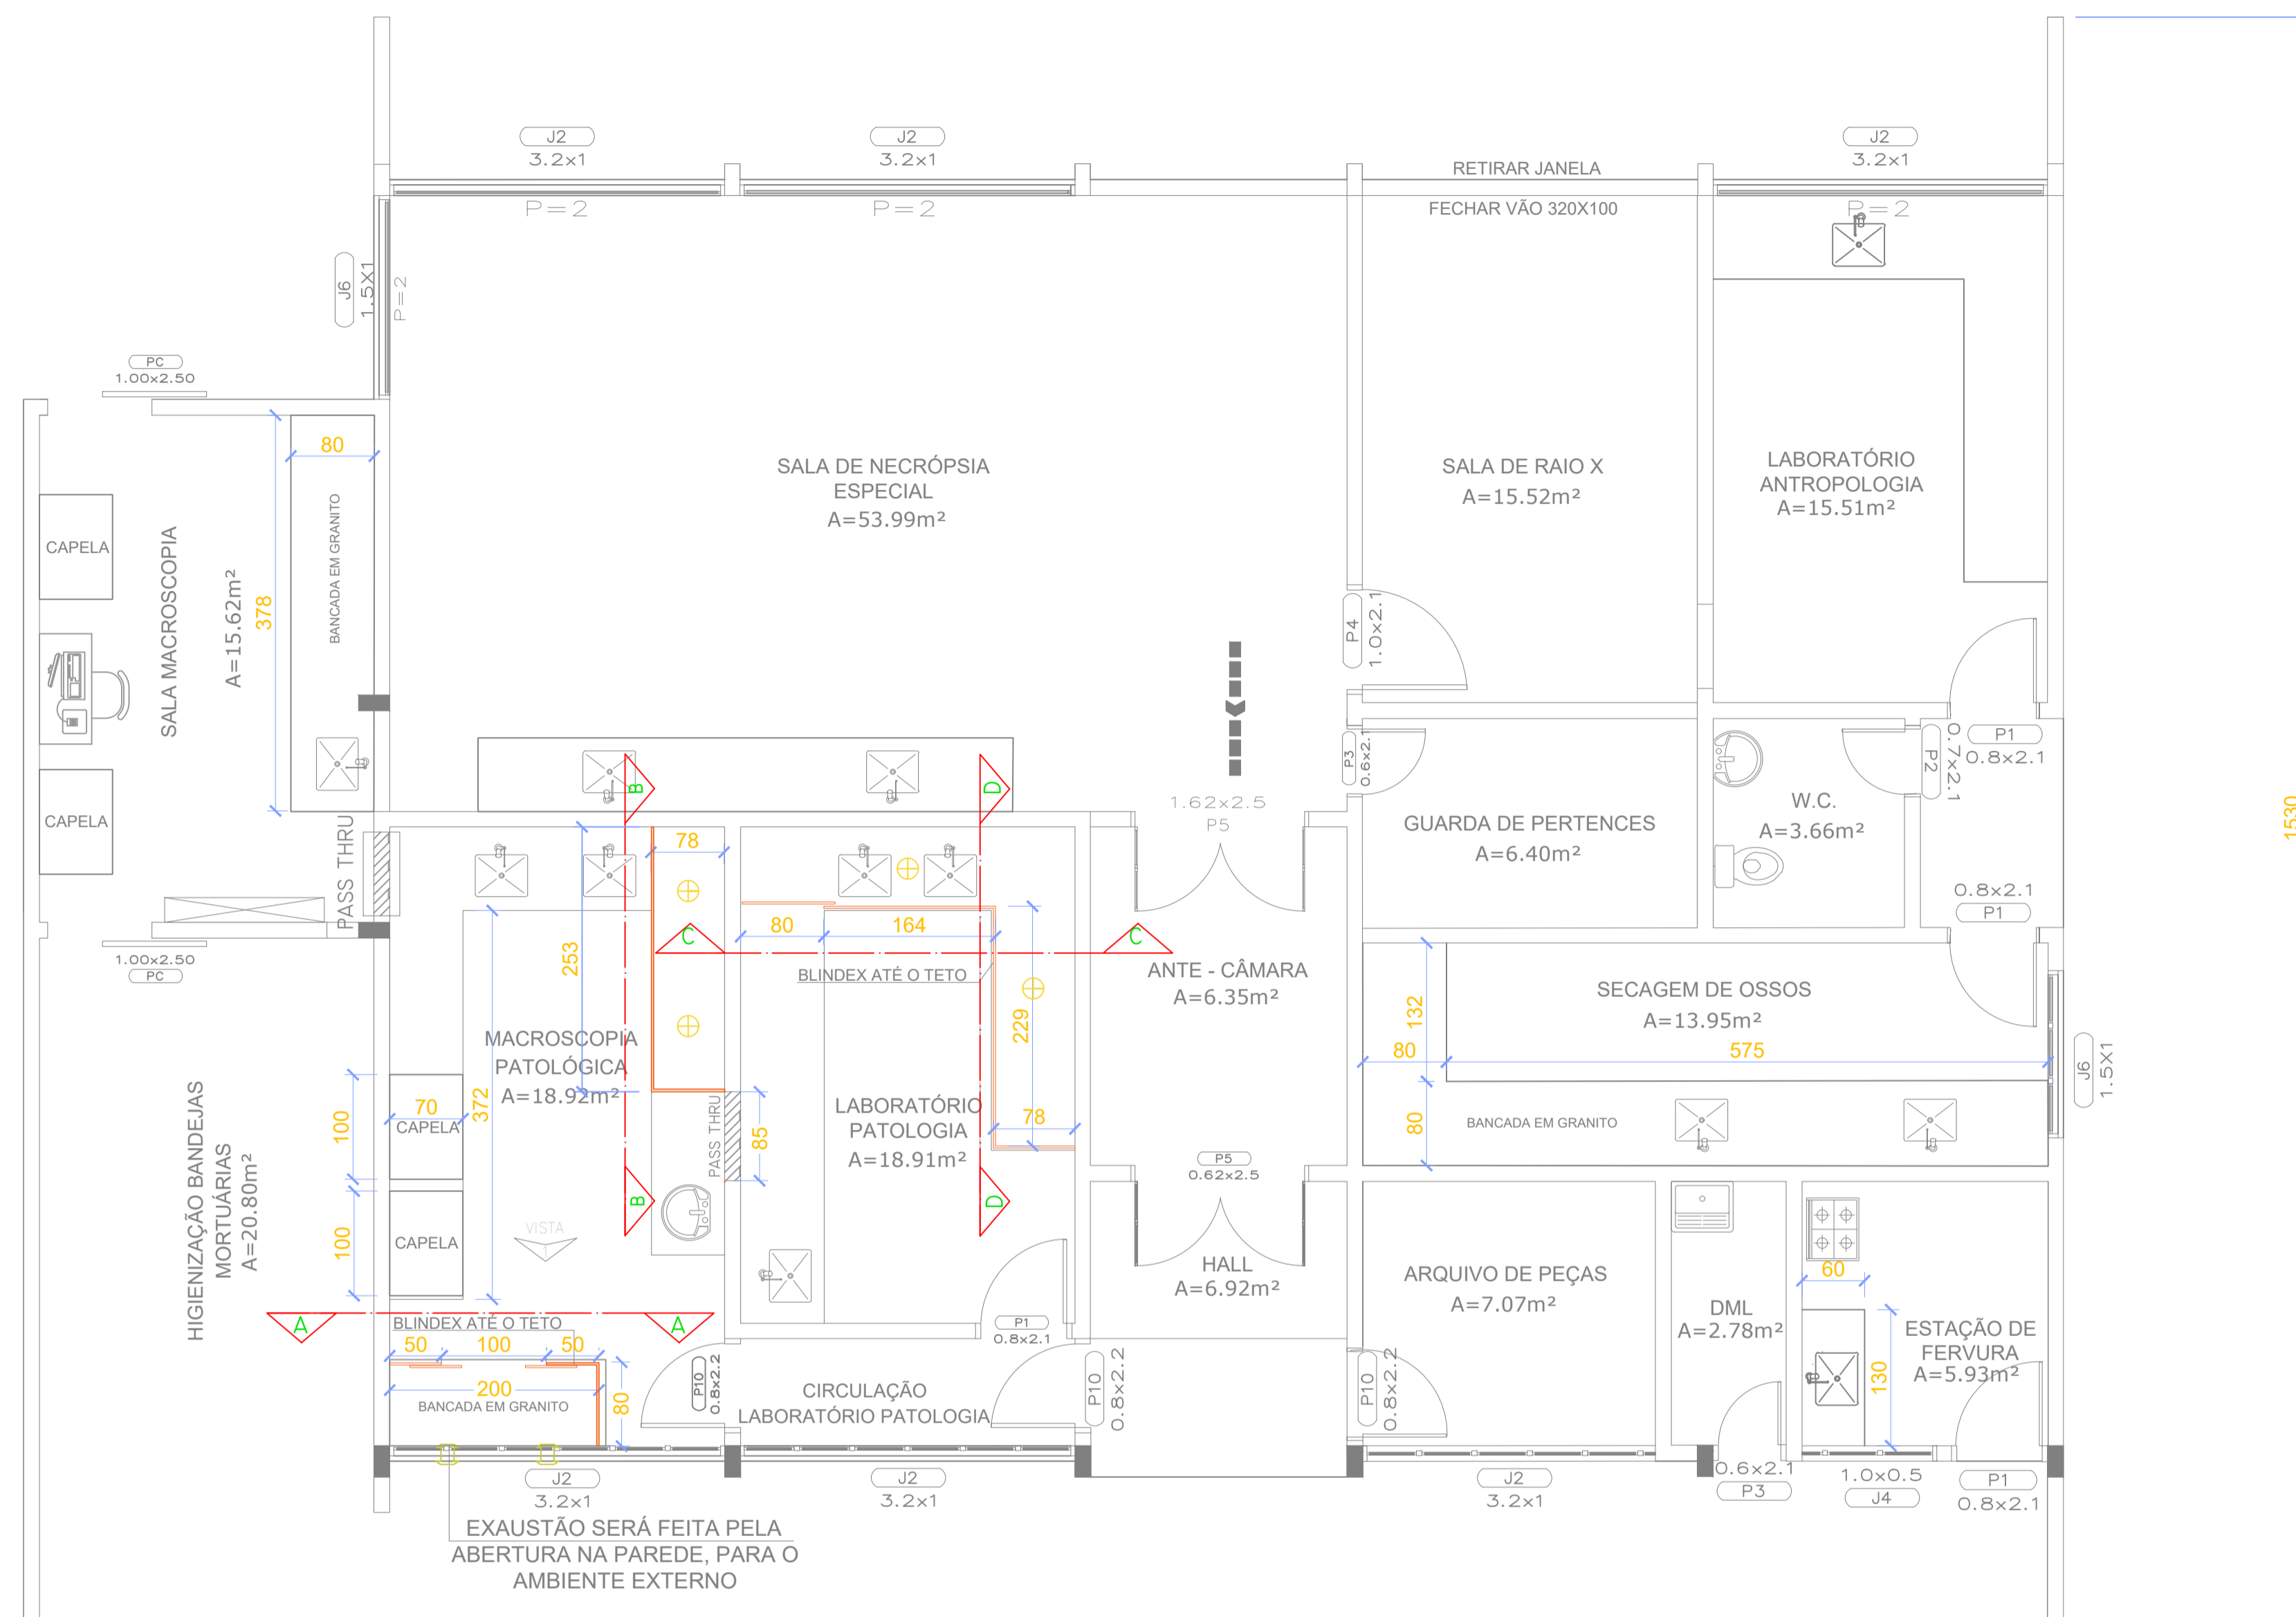 J2
3.2x1
J2
3.2x1
J2
3.2x1
RETIRAR JANELA
FECHAR VÃO 320X100
P=2
P=2
P=2
J6
1.5X1
P=2
PC
1.00x2.50
80
378
BANCADA EM GRANITO
CAPELA
SALA MACROSCOPIA
A=15.62m²
CAPELA
PASS THRU
1.00x2.50
PC
SALA DE NECRÓPSIA
ESPECIAL
A=53.99m²
SALA DE RAIO X
A=15.52m²
LABORATÓRIO
ANTROPOLOGIA
A=15.51m²
P4
1.0x2.1
P3
0.6x2.1
P2
0.7x2.1
P1
0.8x2.1
1530
B
D
1.62x2.5
P5
GUARDA DE PERTENCES
A=6.40m²
W.C.
A=3.66m²
0.8x2.1
P1
78
253
C
80
164
C
BLINDEX ATÉ O TETO
ANTE - CÂMARA
A=6.35m²
229
78
SECAGEM DE OSSOS
A=13.95m²
132
80
575
80
BANCADA EM GRANITO
J6
1.5X1
MACROSCOPIA
PATOLÓGICA
A=18.92m²
372
100
70
CAPELA
100
CAPELA
PASS THRU
85
LABORATÓRIO
PATOLOGIA
A=18.91m²
P5
0.62x2.5
HIGIENIZAÇÃO BANDEJAS
MORTUÁRIAS
A=20.80m²
B
D
VISTA
HALL
A=6.92m²
ARQUIVO DE PEÇAS
A=7.07m²
DML
A=2.78m²
60
130
ESTAÇÃO DE
FERVURA
A=5.93m²
A
A
BLINDEX ATÉ O TETO
50
100
50
200
80
BANCADA EM GRANITO
P10
0.8x2.2
P1
0.8x2.1
CIRCULAÇÃO
LABORATÓRIO PATOLOGIA
P10
0.8x2.2
P10
0.8x2.2
J2
3.2x1
J2
3.2x1
J2
3.2x1
0.6x2.1
P3
1.0x0.5
J4
P1
0.8x2.1
EXAUSTÃO SERÁ FEITA PELA
ABERTURA NA PAREDE, PARA O
AMBIENTE EXTERNO